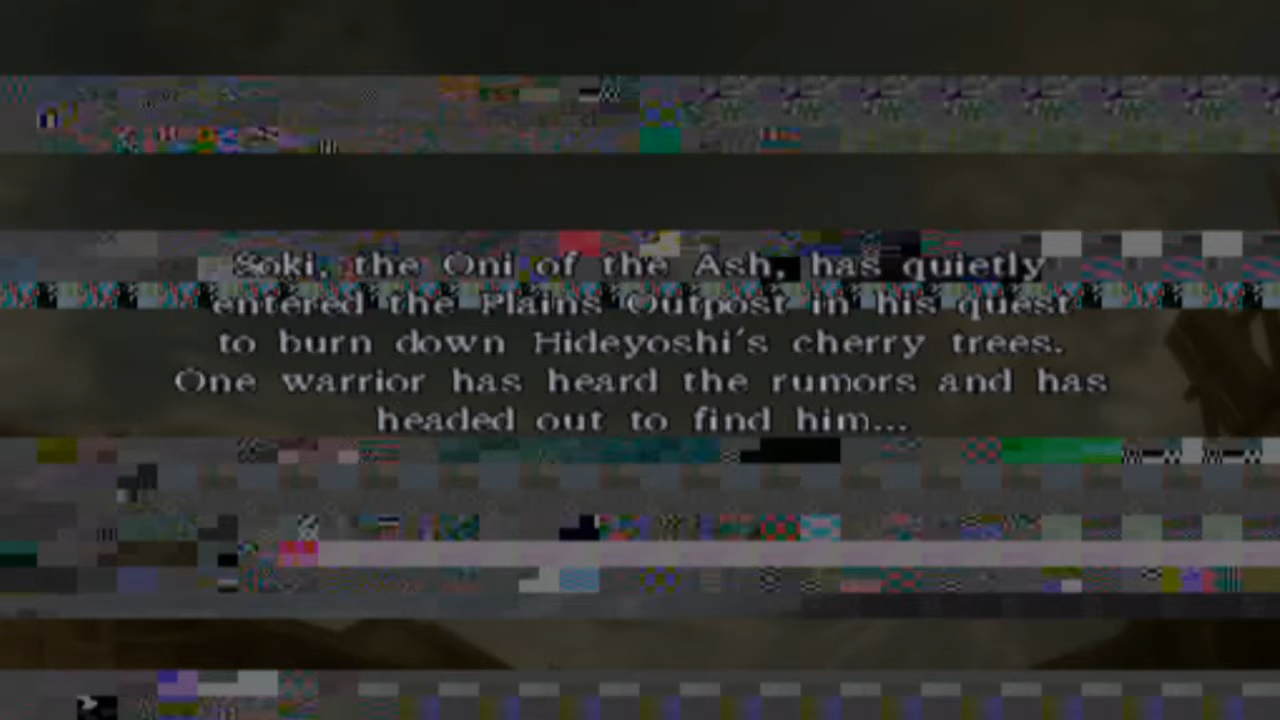 Soki, the Oni of the Ash, has quietly
entered the Plains Outpost in his quest
to burn down Hideyoshi's cherry trees.
One warrior has heard the rumors and has
headed out to find him...